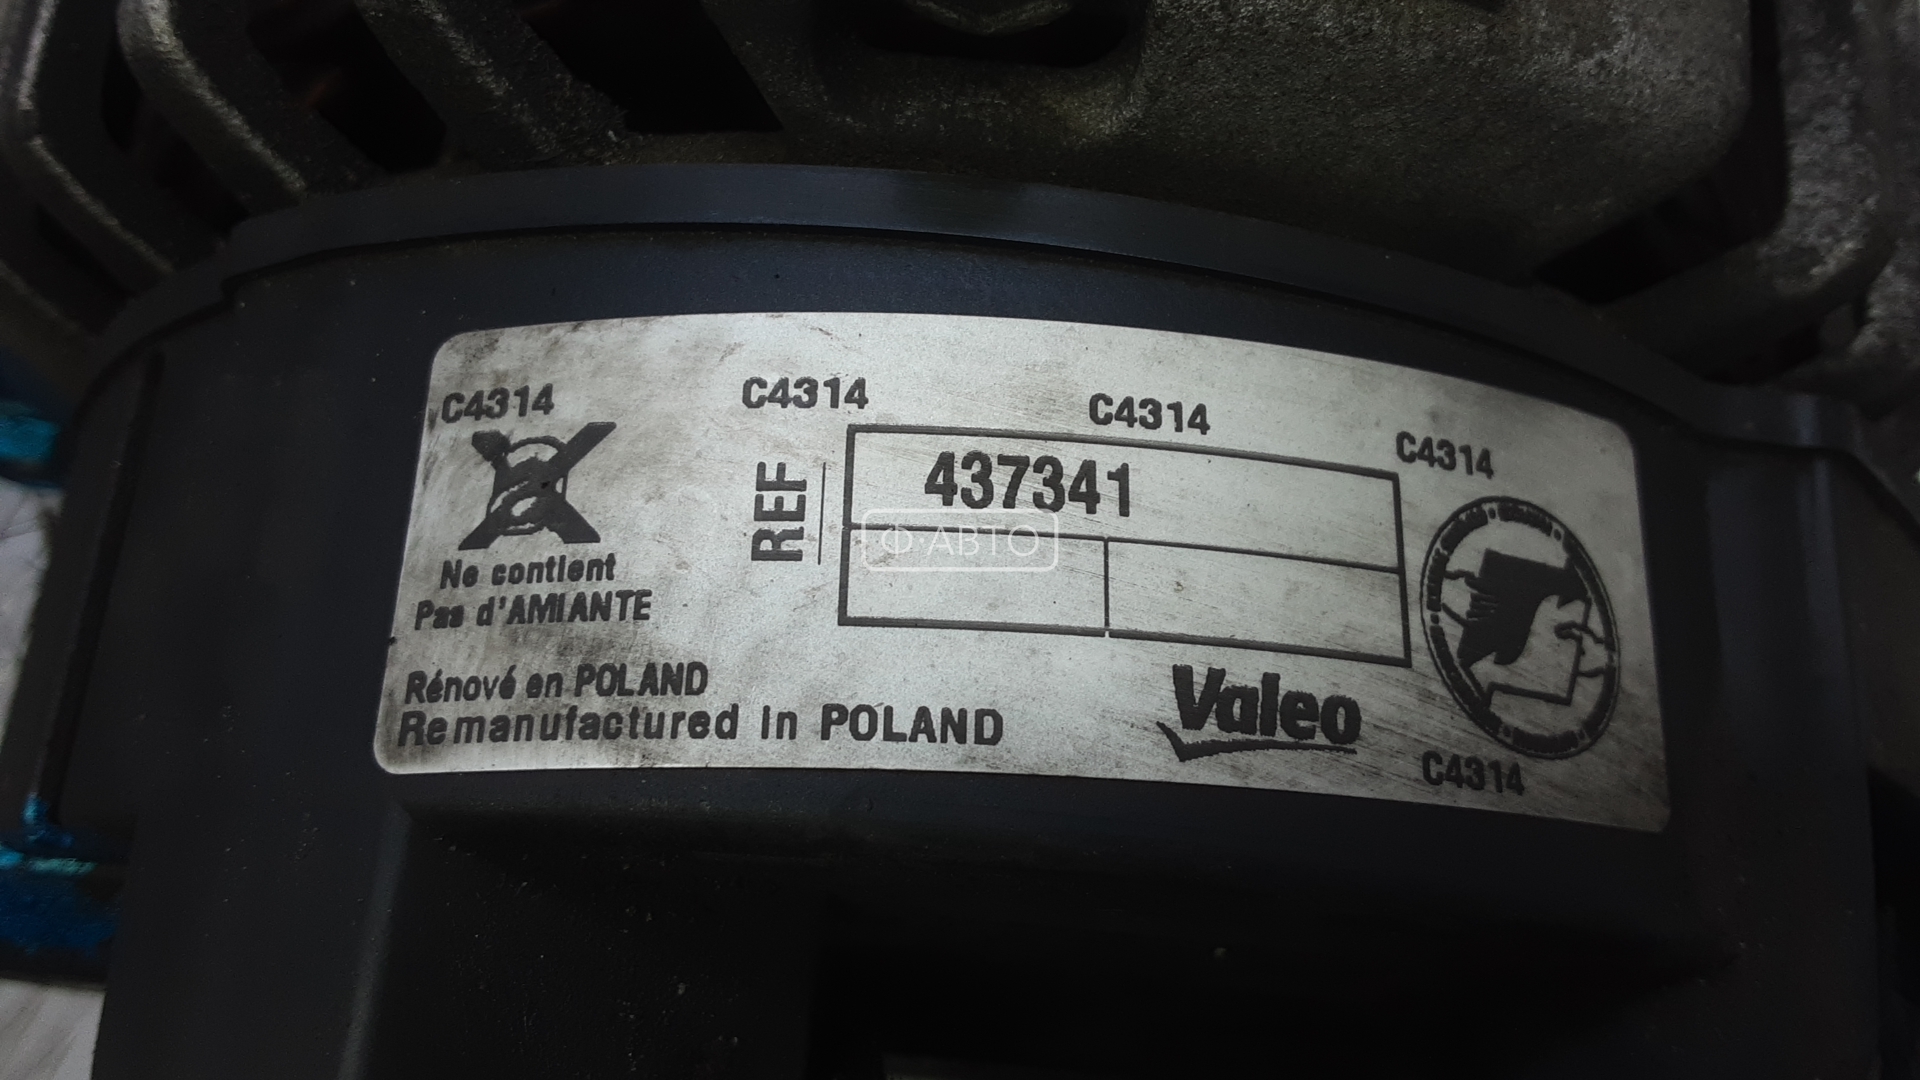 C4314 C4314 C4314 C4314
REF 437341
Ф·АВТО
Ne contient
Pas d'AMIANTE
Rénové en POLAND
Remanufactured in POLAND
Valeo
C4314